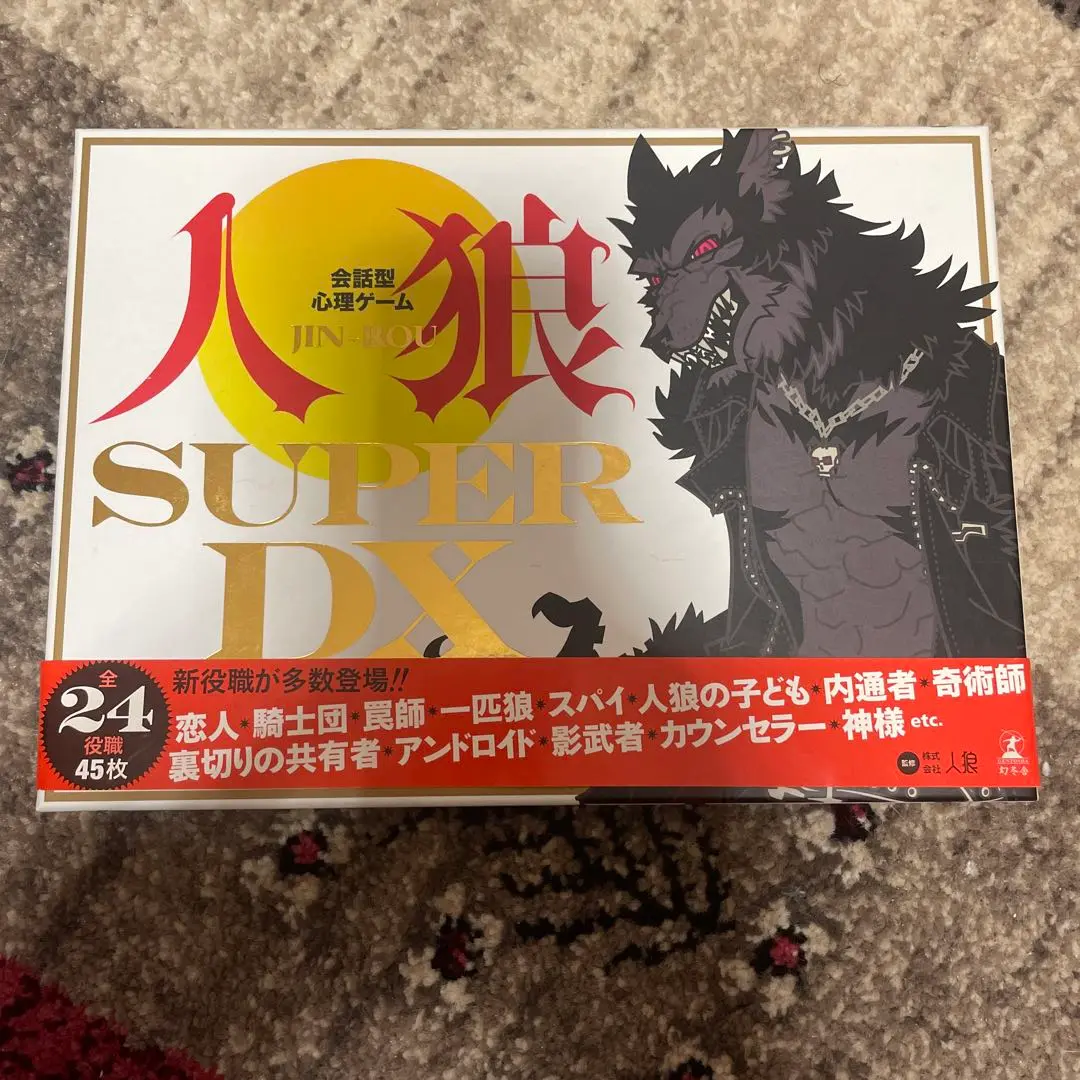 人狼
会話型
心理ゲーム
JIN-ROU
SUPER
DX
全
24
役職
45枚
新役職が多数登場!!
恋人*騎士団*罠師*一匹狼*スパイ*人狼の子ども*内通者*奇術師
裏切りの共有者*アンドロイド*影武者*カウンセラー*神様 etc.
監修
株式
会社
人狼
GENTOSHA
幻冬舎